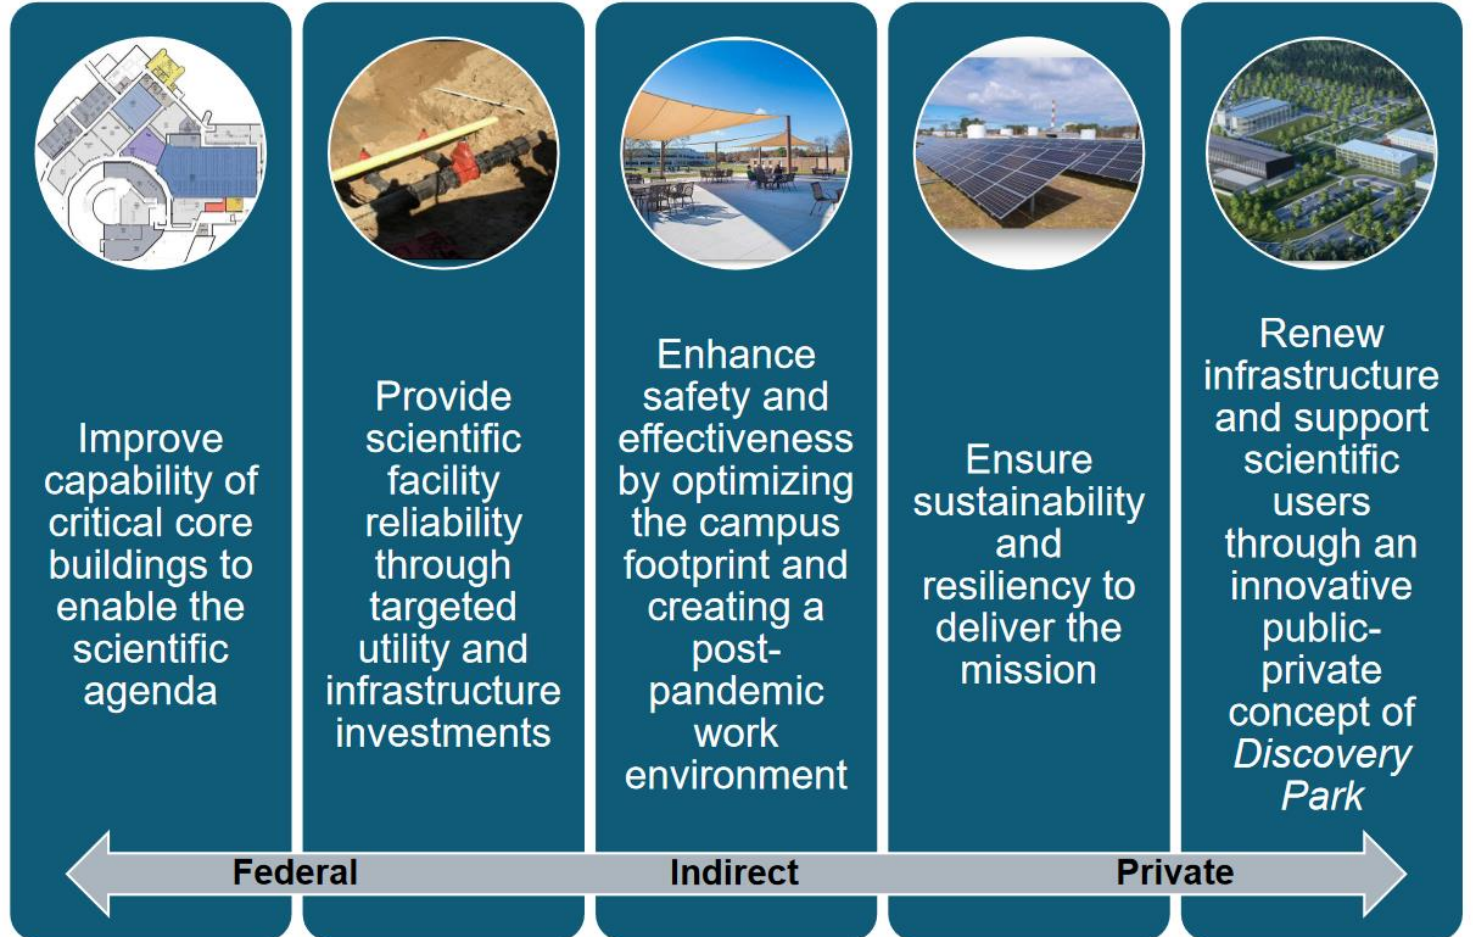 Improve
capability of
critical core
buildings to
enable the
scientific
agenda
Provide
scientific
facility
reliability
through
targeted
utility and
infrastructure
investments
Enhance
safety and
effectiveness
by optimizing
the campus
footprint and
creating a
post-
pandemic
work
environment
Ensure
sustainability
and
resiliency to
deliver the
mission
Renew
infrastructure
and support
scientific
users
through an
innovative
public-
private
concept of
Discovery
Park
Federal
Indirect
Private